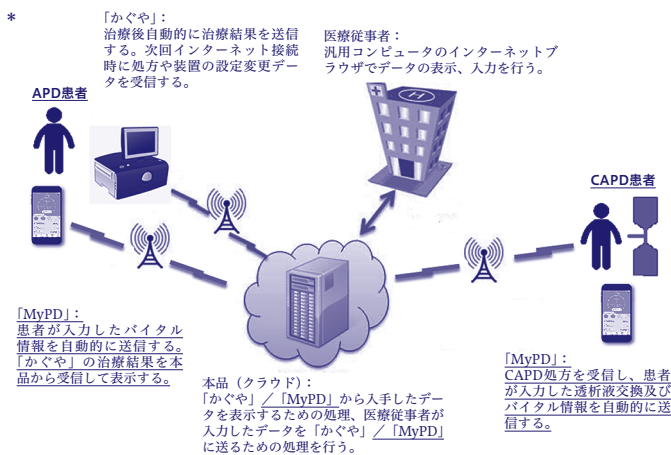 *
「かぐや」：
治療後自動的に治療結果を送信
する。次回インターネット接続
時に処方や装置の設定変更デー
タを受信する。
医療従事者：
汎用コンピュータのインターネットブ
ラウザでデータの表示、入力を行う。
APD患者
H
CAPD患者
「MyPD」：
患者が入力したバイタル
情報を自動的に送信する。
「かぐや」の治療結果を本
品から受信して表示する。
本品（クラウド）：
「かぐや」／「MyPD」から入手したデー
タを表示するための処理、医療従事者が
入力したデータを「かぐや」／「MyPD」
に送るための処理を行う。
「MyPD」：
CAPD処方を受信し、患者
が入力した透析液交換及び
バイタル情報を自動的に送
信する。